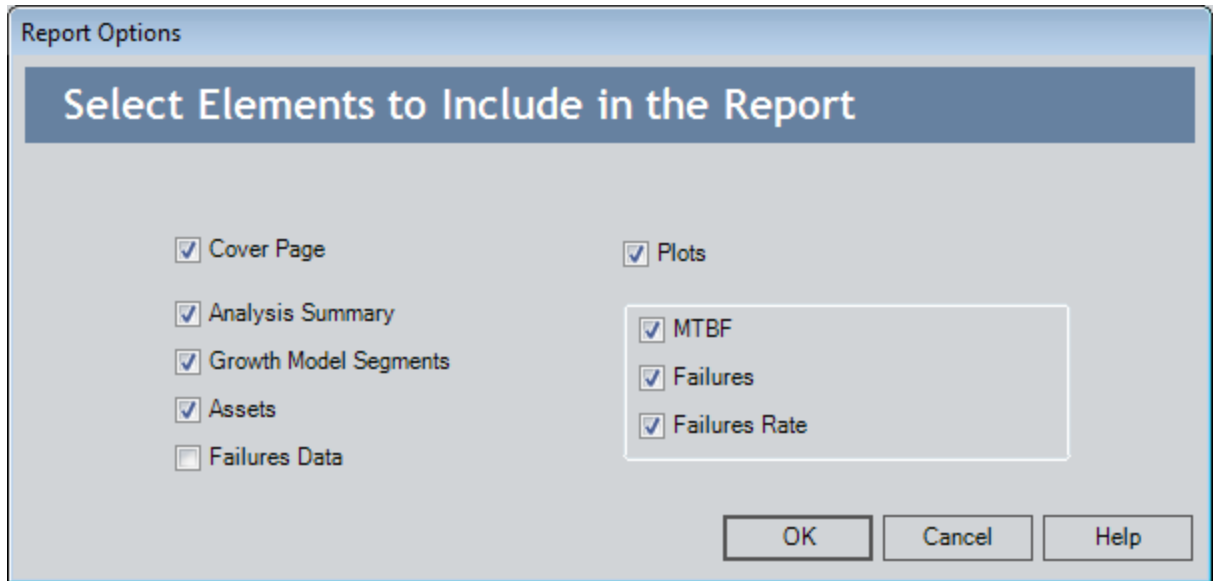 Report Options
Select Elements to Include in the Report
Cover Page
Analysis Summary
Growth Model Segments
Assets
Failures Data
Plots
MTBF
Failures
Failures Rate
OK
Cancel
Help